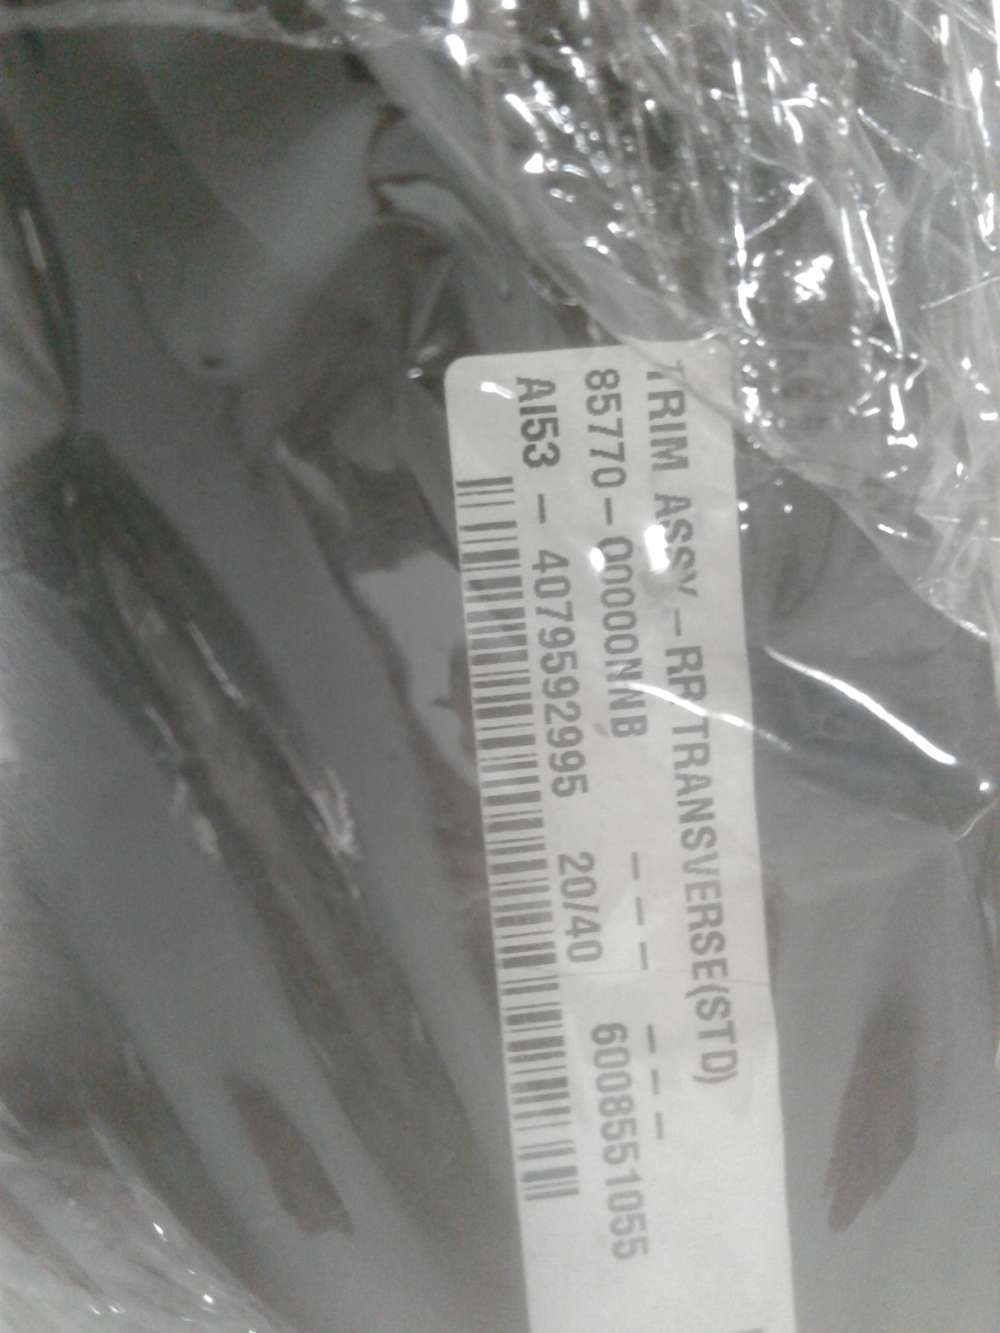 TRIM ASSY-RR TRANSVERSE(STD)
85770-00000NNB --- ---
AI53 - 4079592995 20/40 6008551055